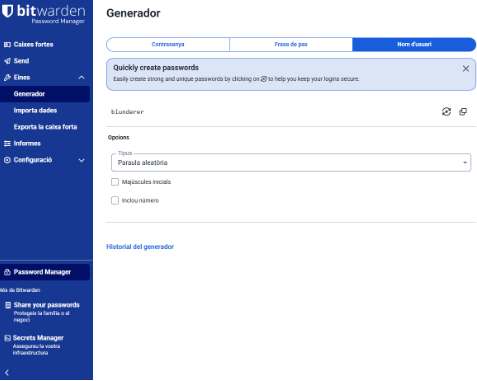 bitwarden
Password Manager
Caixes fortes
Send
Eines
Generador
Importa dades
Exporta la caixa forta
Informes
Configuració
Password Manager
Més de Bitwarden
Share your passwords
Protegeix la família o el
negoci
Secrets Manager
Assegureu la vostra
infraestructura
Generador
Contrasenya
Frase de pas
Nom d'usuari
Quickly create passwords
Easily create strong and unique passwords by clicking on to help you keep your logins secure.
blunderer
Opcions
Tipus
Paraula aleatòria
Majúscules inicials
Inclou número
Historial del generador